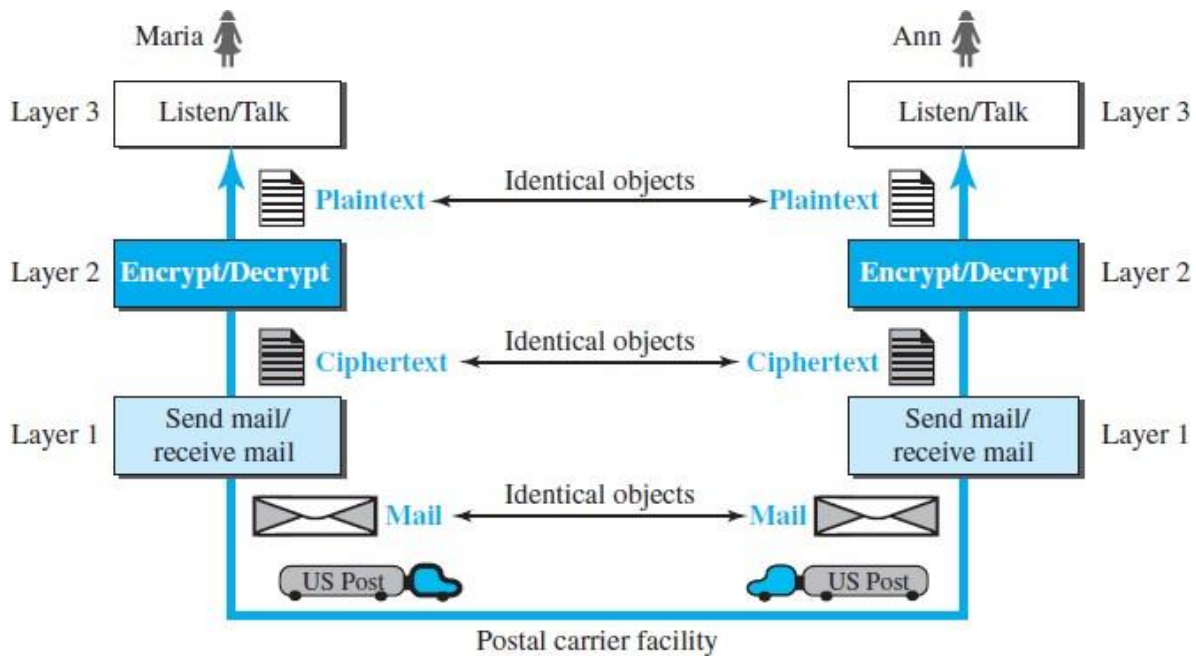 Maria
Ann
Layer 3
Listen/Talk
Listen/Talk
Layer 3
Identical objects
Plaintext
Plaintext
Layer 2
Encrypt/Decrypt
Encrypt/Decrypt
Layer 2
Identical objects
Ciphertext
Ciphertext
Layer 1
Send mail/
receive mail
Send mail/
receive mail
Layer 1
Identical objects
Mail
Mail
US Post
US Post
Postal carrier facility